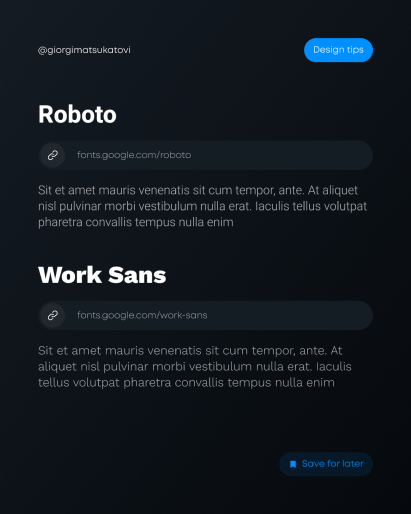 @giorgimatsukatovi
Design tips
Roboto
fonts.google.com/roboto
Sit et amet mauris venenatis sit cum tempor, ante. At aliquet
nisl pulvinar morbi vestibulum nulla erat. Iaculis tellus volutpat
pharetra convallis tempus nulla enim
Work Sans
fonts.google.com/work-sans
Sit et amet mauris venenatis sit cum tempor, ante. At
aliquet nisl pulvinar morbi vestibulum nulla erat. Iaculis
tellus volutpat pharetra convallis tempus nulla enim
Save for later